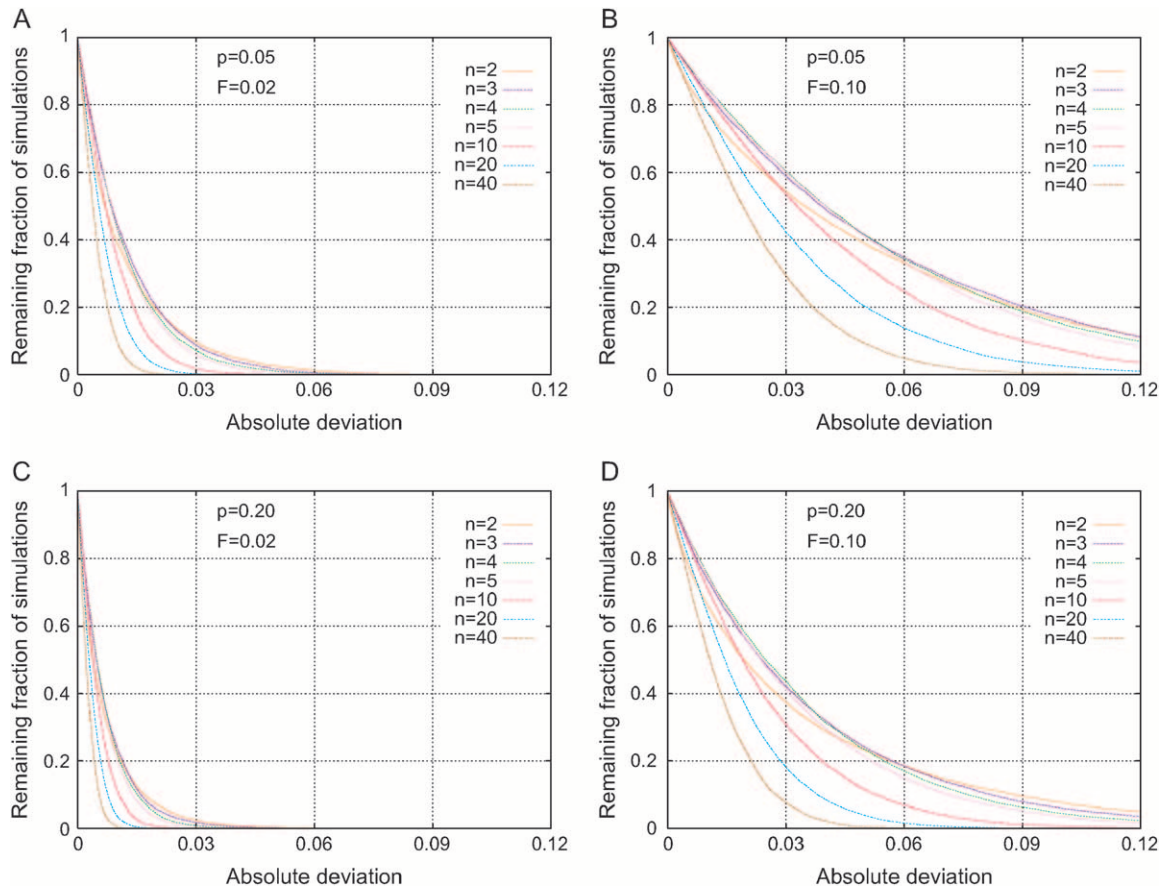 A
Remaining fraction of simulations
1
0.8
0.6
0.4
0.2
0
p=0.05
F=0.02
n=2
n=3
n=4
n=5
n=10
n=20
n=40
0
0.03
0.06
0.09
0.12
Absolute deviation
B
Remaining fraction of simulations
1
0.8
0.6
0.4
0.2
0
p=0.05
F=0.10
n=2
n=3
n=4
n=5
n=10
n=20
n=40
0
0.03
0.06
0.09
0.12
Absolute deviation
C
Remaining fraction of simulations
1
0.8
0.6
0.4
0.2
0
p=0.20
F=0.02
n=2
n=3
n=4
n=5
n=10
n=20
n=40
0
0.03
0.06
0.09
0.12
Absolute deviation
D
Remaining fraction of simulations
1
0.8
0.6
0.4
0.2
0
p=0.20
F=0.10
n=2
n=3
n=4
n=5
n=10
n=20
n=40
0
0.03
0.06
0.09
0.12
Absolute deviation